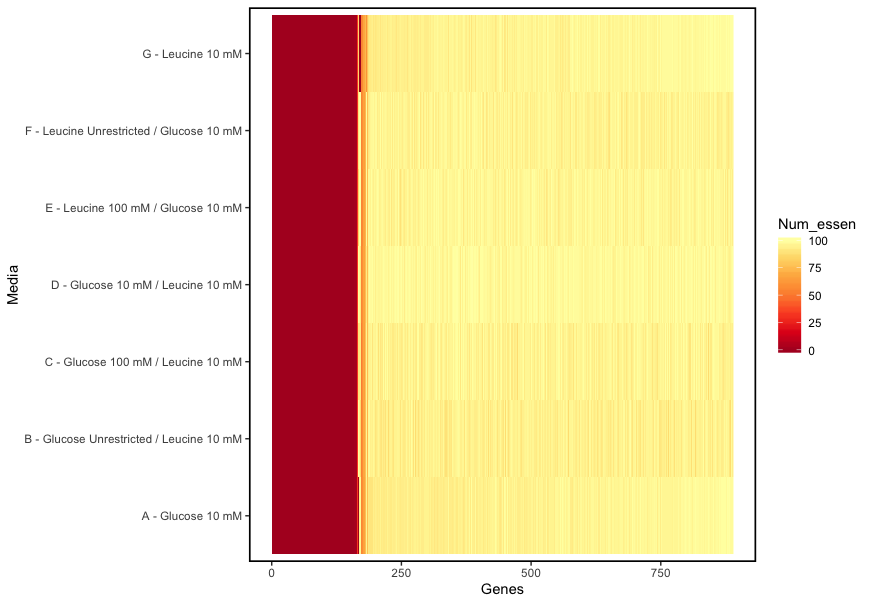 G - Leucine 10 mM
F - Leucine Unrestricted / Glucose 10 mM
E - Leucine 100 mM / Glucose 10 mM
D - Glucose 10 mM / Leucine 10 mM
C - Glucose 100 mM / Leucine 10 mM
B - Glucose Unrestricted / Leucine 10 mM
A - Glucose 10 mM
Media
0 250 500 750
Genes
Num_essen
100
75
50
25
0